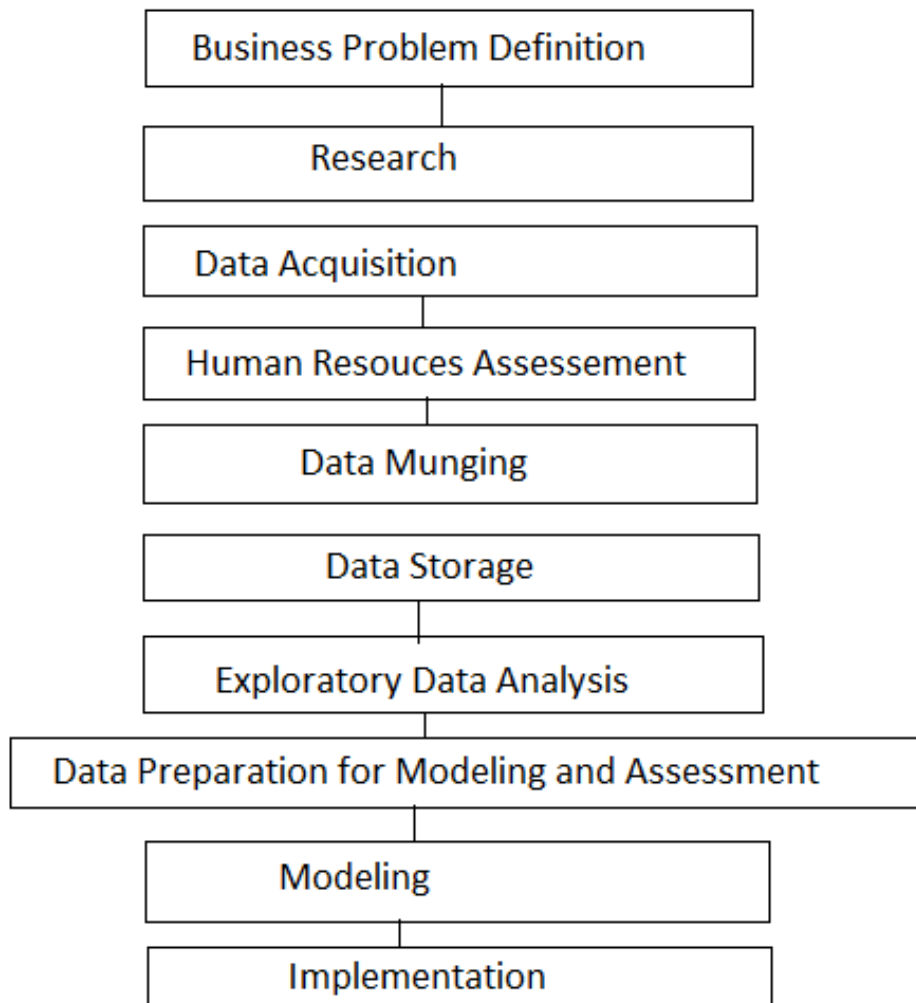 Business Problem Definition
Research
Data Acquisition
Human Resouces Assessement
Data Munging
Data Storage
Exploratory Data Analysis
Data Preparation for Modeling and Assessment
Modeling
Implementation